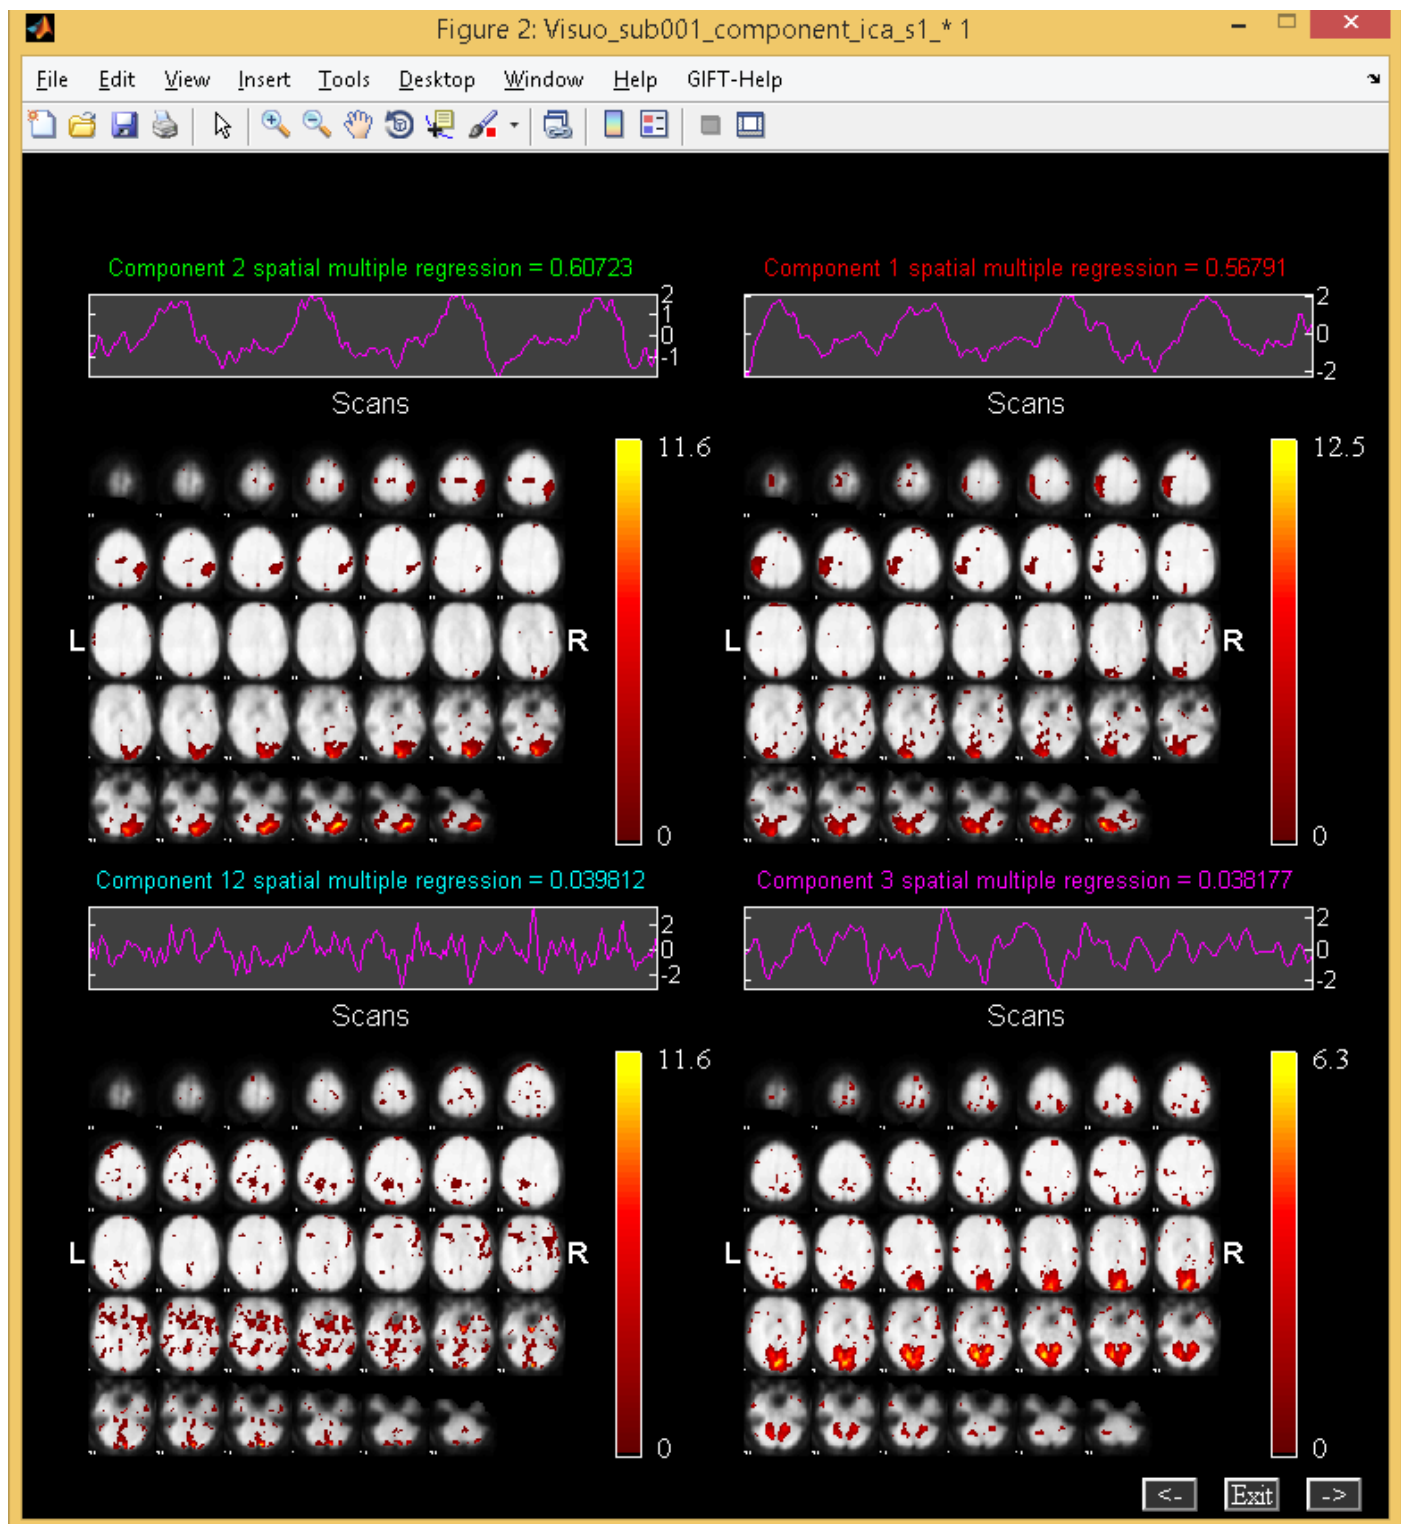 Figure 2: Visuo_sub001_component_ica_s1_* 1
File Edit View Insert Tools Desktop Window Help GIFT-Help
Component 2 spatial multiple regression = 0.60723
2
1
0
-1
Scans
11.6
L
R
0
Component 1 spatial multiple regression = 0.56791
2
0
-2
Scans
12.5
L
R
0
Component 12 spatial multiple regression = 0.039812
2
0
-2
Scans
11.6
L
R
0
Component 3 spatial multiple regression = 0.038177
2
0
-2
Scans
6.3
L
R
0
<- Exit ->